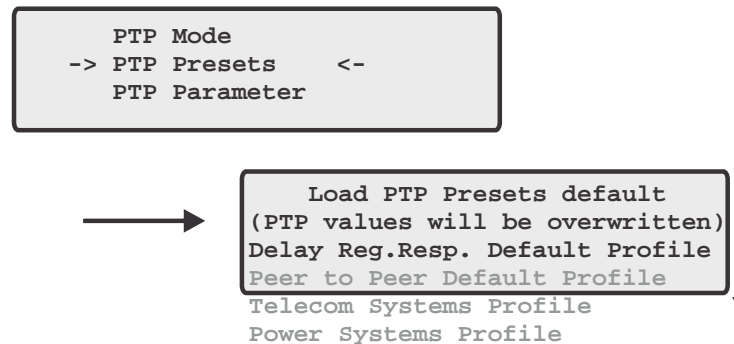 PTP Mode
-> PTP Presets <-
PTP Parameter
Load PTP Presets default
(PTP values will be overwritten)
Delay Reg.Resp. Default Profile
Peer to Peer Default Profile
Telecom Systems Profile
Power Systems Profile